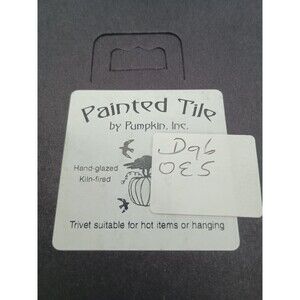 Painted Tile
by Pumpkin, Inc.
Hand-glazed
Kiln-fired
D96
OES
Trivet suitable for hot items or hanging